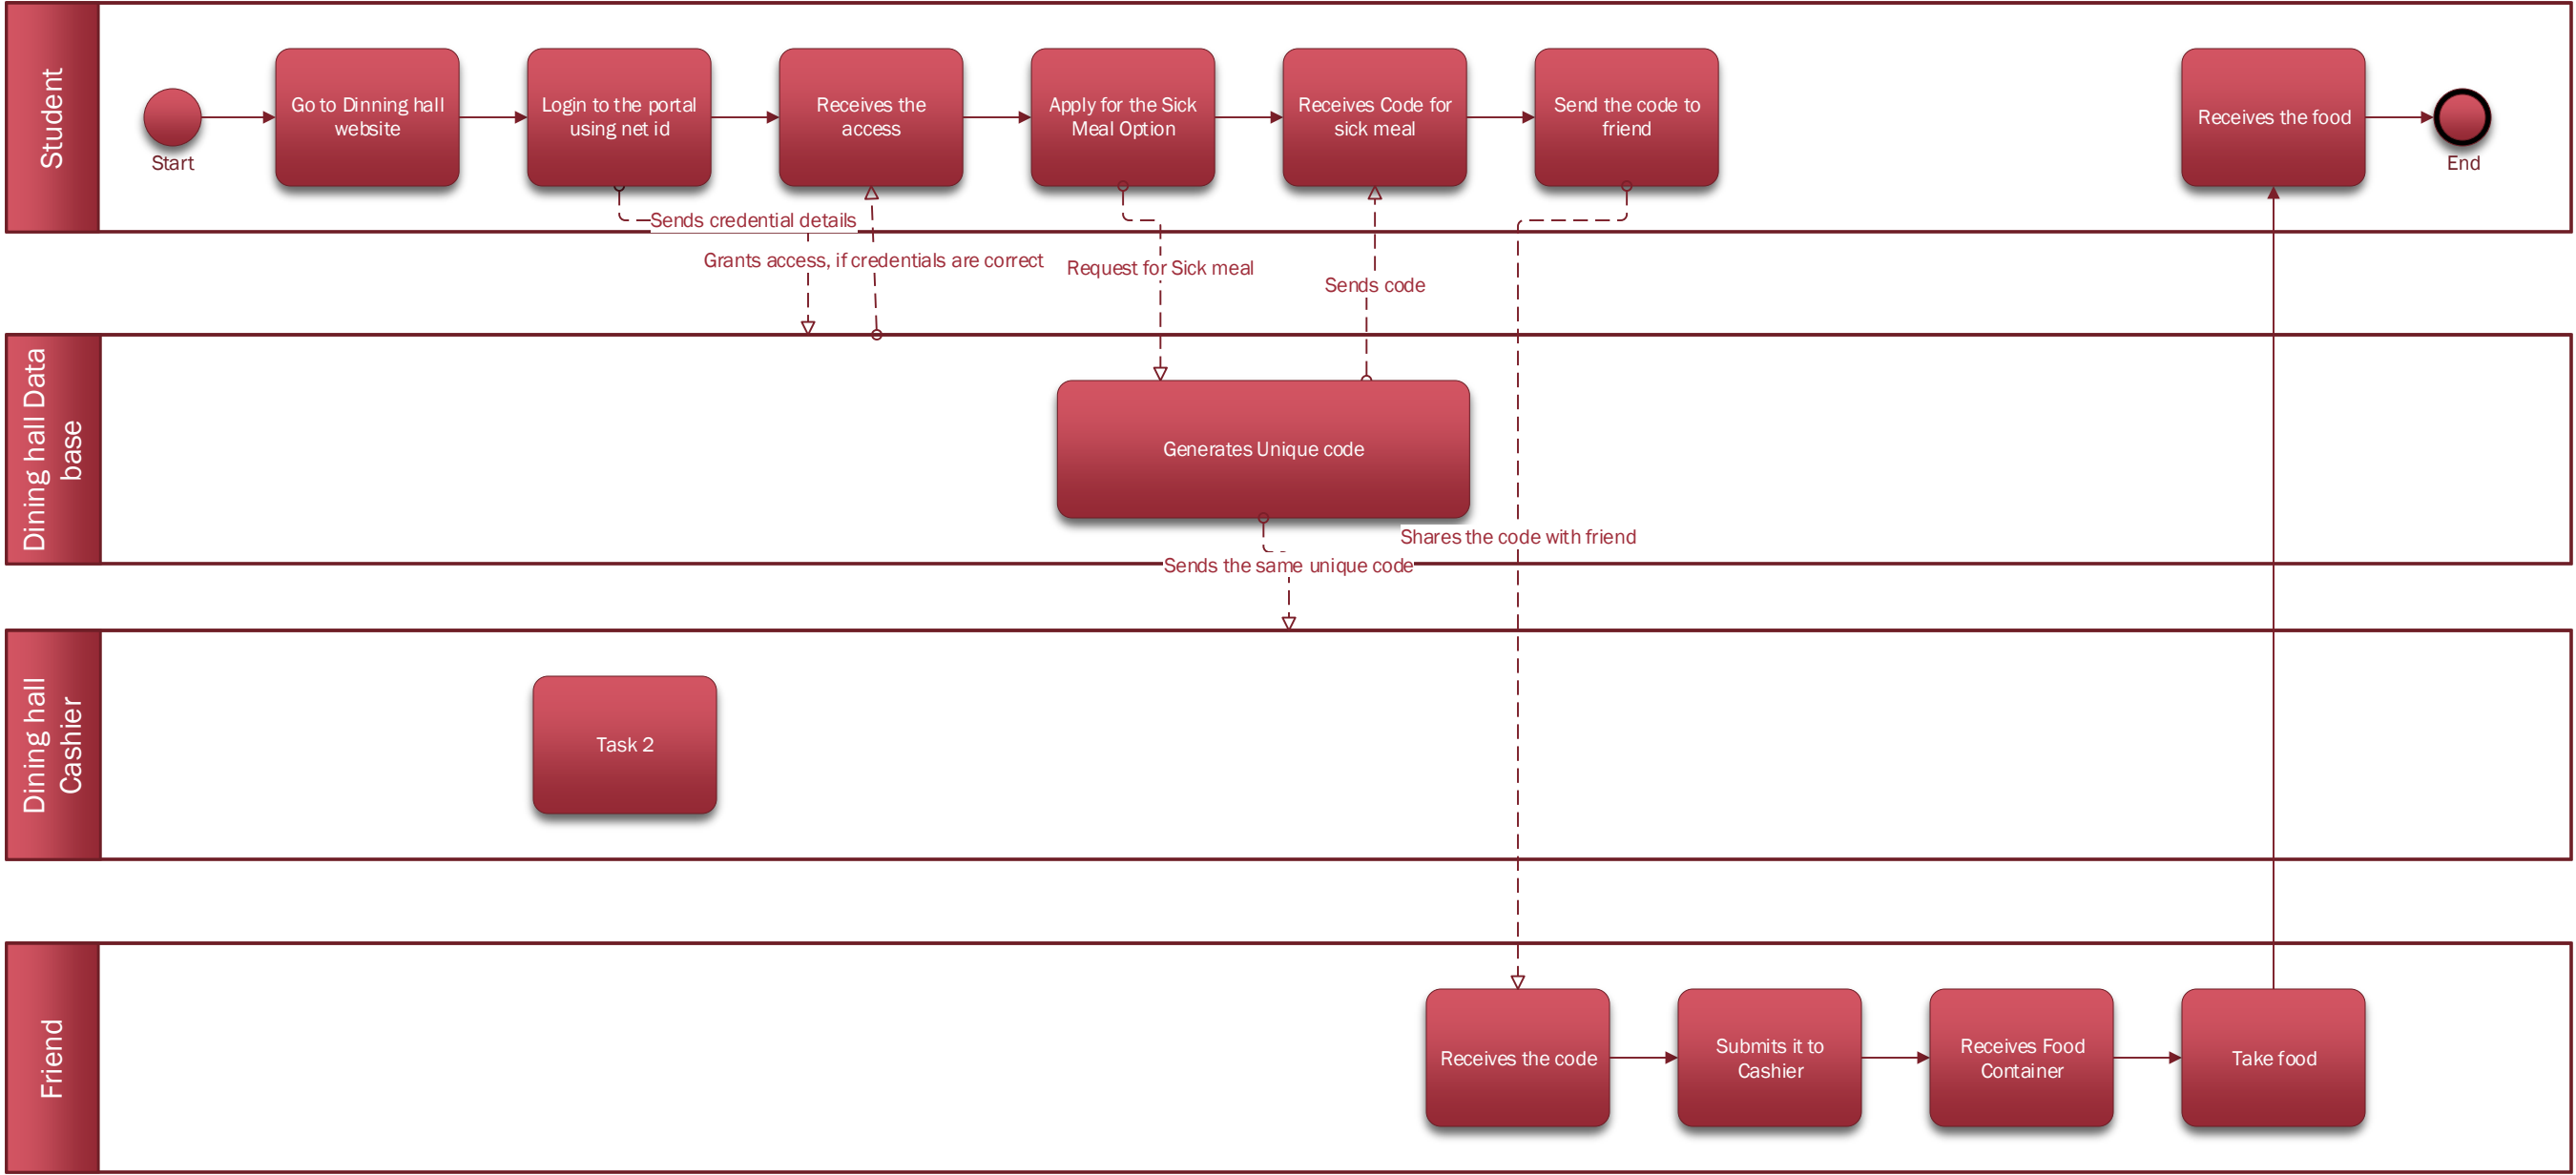 Student
Start
Go to Dinning hall
website
Login to the portal
using net id
Receives the
access
Apply for the Sick
Meal Option
Receives Code for
sick meal
Send the code to
friend
Receives the food
End
Sends credential details
Grants access, if credentials are correct
Request for Sick meal
Sends code
Dining hall Data
base
Generates Unique code
Shares the code with friend
Sends the same unique code
Dining hall
Cashier
Task 2
Friend
Receives the code
Submits it to
Cashier
Receives Food
Container
Take food